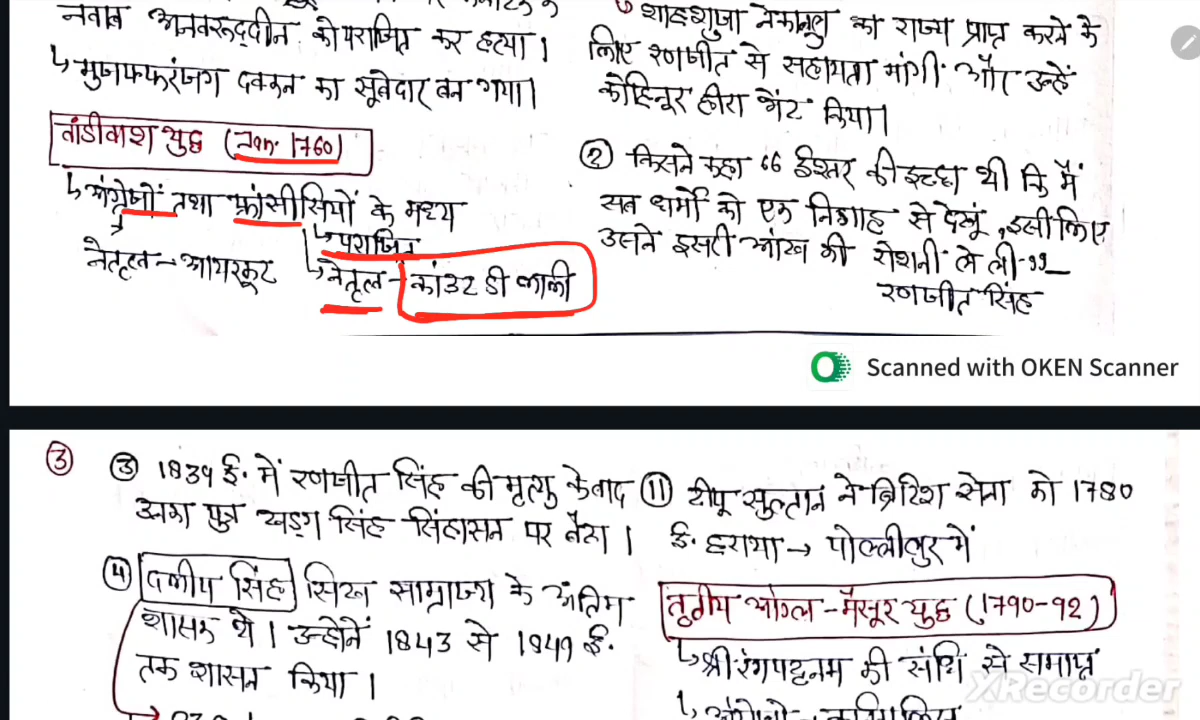 नवाब अनवरुद्दीन को पराजित कर हत्या।
↳ मुजफ्फरजंग दक्कन का सूबेदार बन गया।
वांडीवाश युद्ध (Jan. 1760)
↳ अंग्रेजों तथा फ्रांसीसियों के मध्य
↳ पराजित
नेतृत्व - आयरकूट
↳ नेतृत्व - काउंट डी लाली
शाहशुजा ने काबुल का राज्य प्राप्त करने के
लिए रणजीत से सहायता मांगी और उन्हें
कोहिनूर हीरा भेंट किया।
② किसने कहा "ईश्वर की इच्छा थी कि मैं
सब धर्मों को एक निगाह से देखूं, इसीलिए
उसने दूसरी आंख की रोशनी ले ली" -
रणजीत सिंह
Scanned with OKEN Scanner
③
③ 1839 ई. में रणजीत सिंह की मृत्यु के बाद
उनका पुत्र खड़ग सिंह सिंहासन पर बैठा।
④ दलीप सिंह सिख साम्राज्य के अंतिम
शासक थे। उन्होंनें 1843 से 1849 ई.
तक शासन किया।
⑪ टीपू सुल्तान ने ब्रिटिश सेना को 1780
ई. हराया → पोल्लीलुर में
तृतीय आंग्ल-मैसूर युद्ध (1790-92)
↳ श्रीरंगपट्टनम की संधि से समाप्त
XRecorder